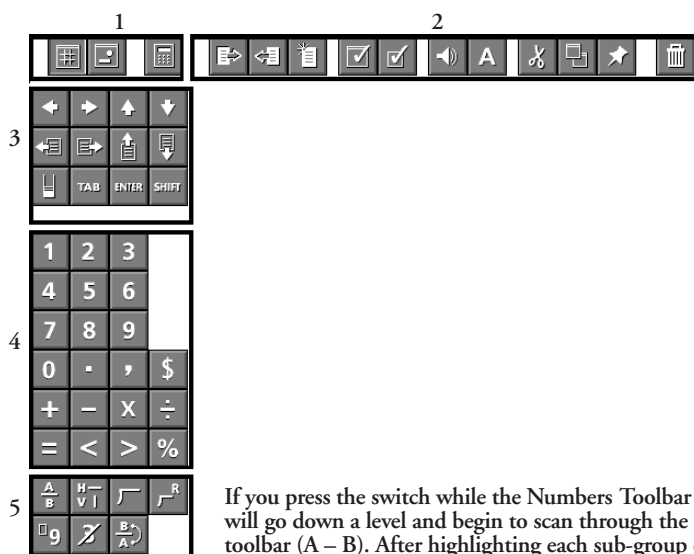 1 2
A
3
TAB ENTER SHIFT
4
1 2 3
4 5 6
7 8 9
0 . , $
+ − X ÷
= < > %
5
A B H V R
9 2 B A
If you press the switch while the Numbers Toolbar
will go down a level and begin to scan through the
toolbar (A – B). After highlighting each sub-group